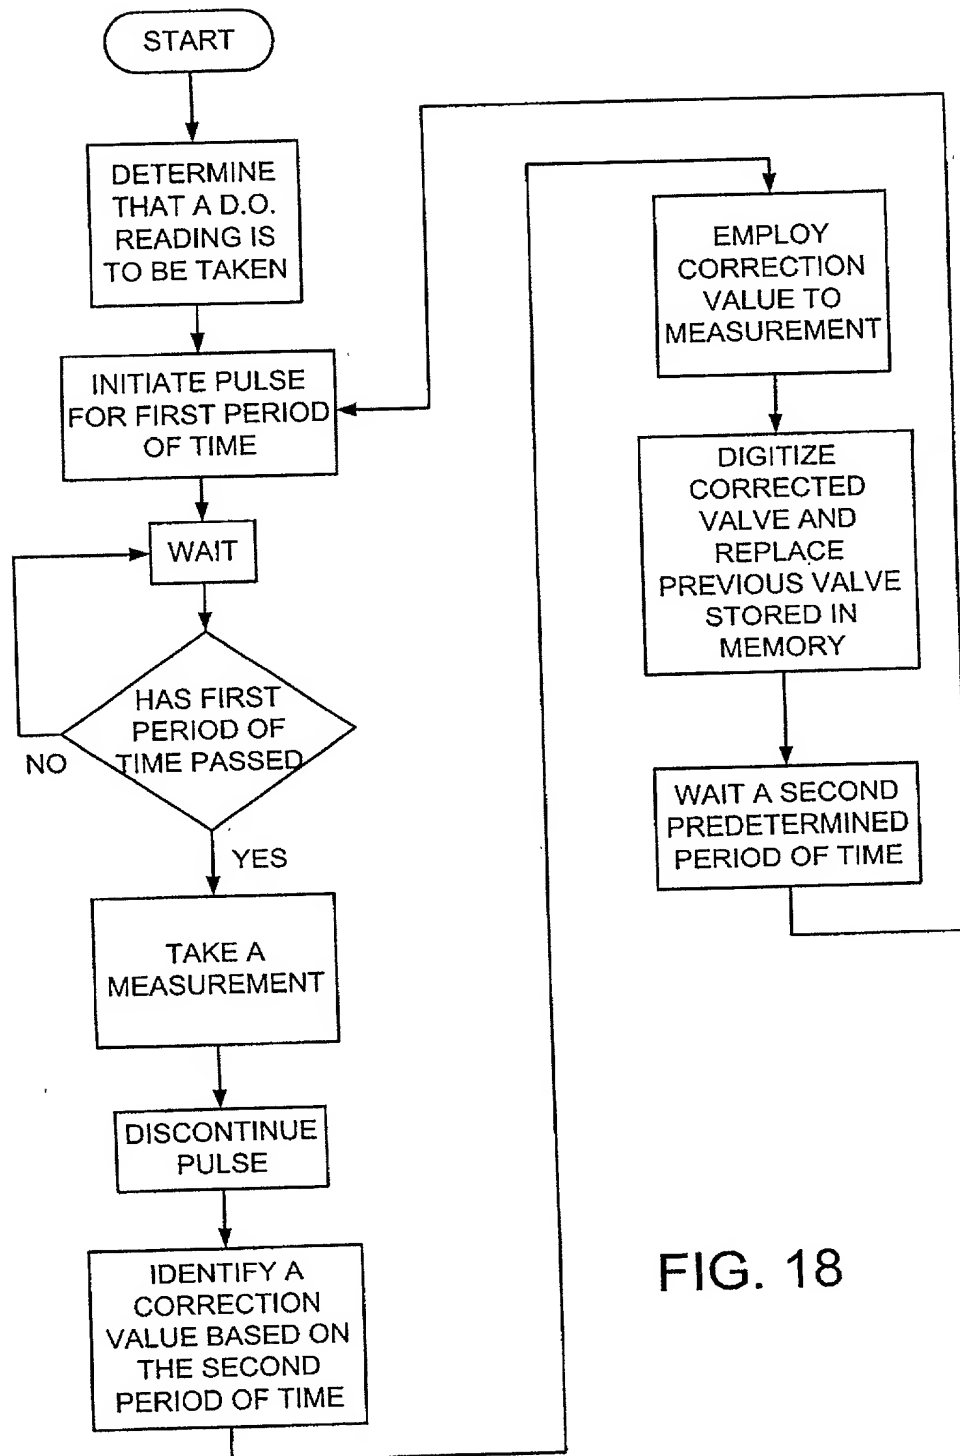 START
DETERMINE
THAT A D.O.
READING IS
TO BE TAKEN
INITIATE PULSE
FOR FIRST PERIOD
OF TIME
WAIT
HAS FIRST
PERIOD OF
TIME PASSED
NO
YES
TAKE A
MEASUREMENT
DISCONTINUE
PULSE
IDENTIFY A
CORRECTION
VALUE BASED ON
THE SECOND
PERIOD OF TIME
EMPLOY
CORRECTION
VALUE TO
MEASUREMENT
DIGITIZE
CORRECTED
VALVE AND
REPLACE
PREVIOUS VALVE
STORED IN
MEMORY
WAIT A SECOND
PREDETERMINED
PERIOD OF TIME
FIG. 18